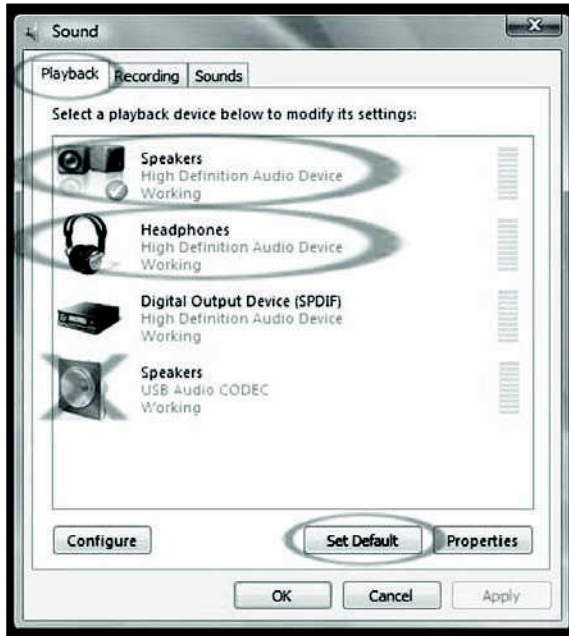 Sound
Playback Recording Sounds
Select a playback device below to modify its settings:
Speakers
High Definition Audio Device
Working
Headphones
High Definition Audio Device
Working
Digital Output Device (SPDIF)
High Definition Audio Device
Working
Speakers
USB Audio CODEC
Working
Configure Set Default Properties
OK Cancel Apply